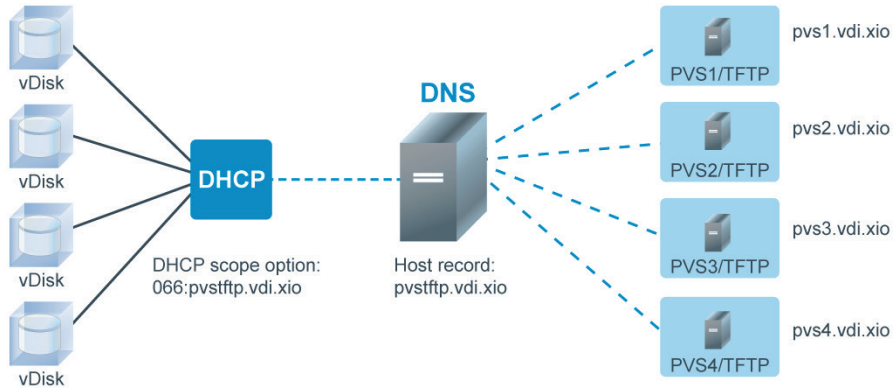 vDisk
vDisk
vDisk
vDisk
DHCP
DHCP scope option:
066:pvstftp.vdi.xio
DNS
Host record:
pvstftp.vdi.xio
PVS1/TFTP
pvs1.vdi.xio
PVS2/TFTP
pvs2.vdi.xio
PVS3/TFTP
pvs3.vdi.xio
PVS4/TFTP
pvs4.vdi.xio